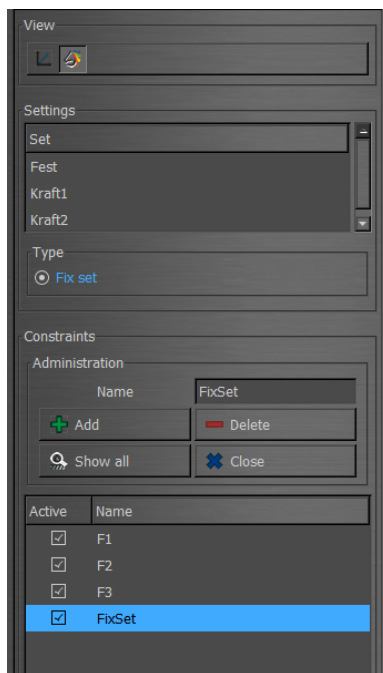 View
Settings
Set
Fest
Kraft1
Kraft2
Type
Fix set
Constraints
Administration
Name FixSet
Add Delete
Show all Close
Active Name
F1
F2
F3
FixSet